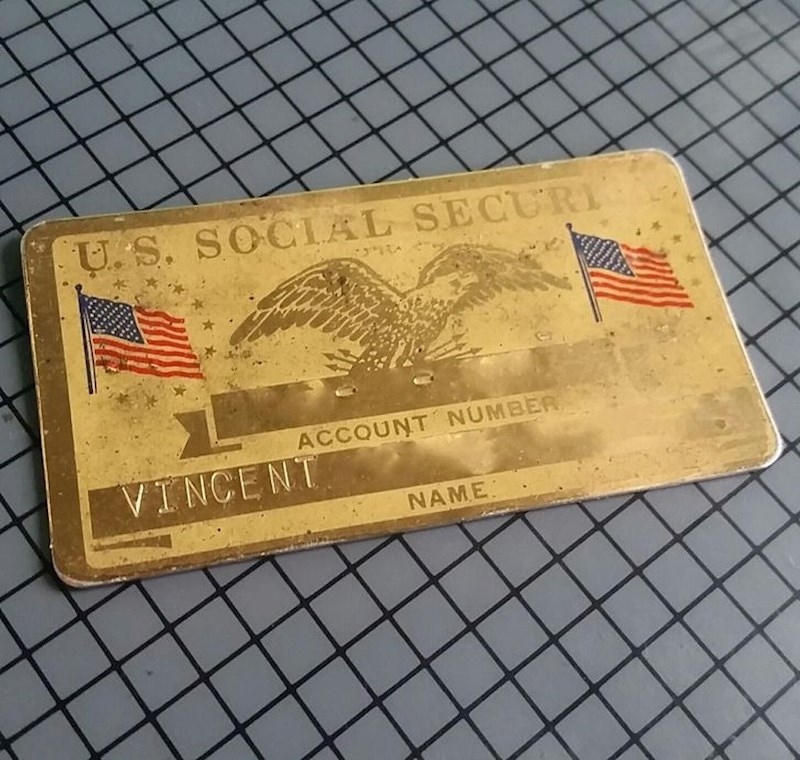 U.S. SOCIAL SECURI
ACCOUNT NUMBER
VINCENT
NAME